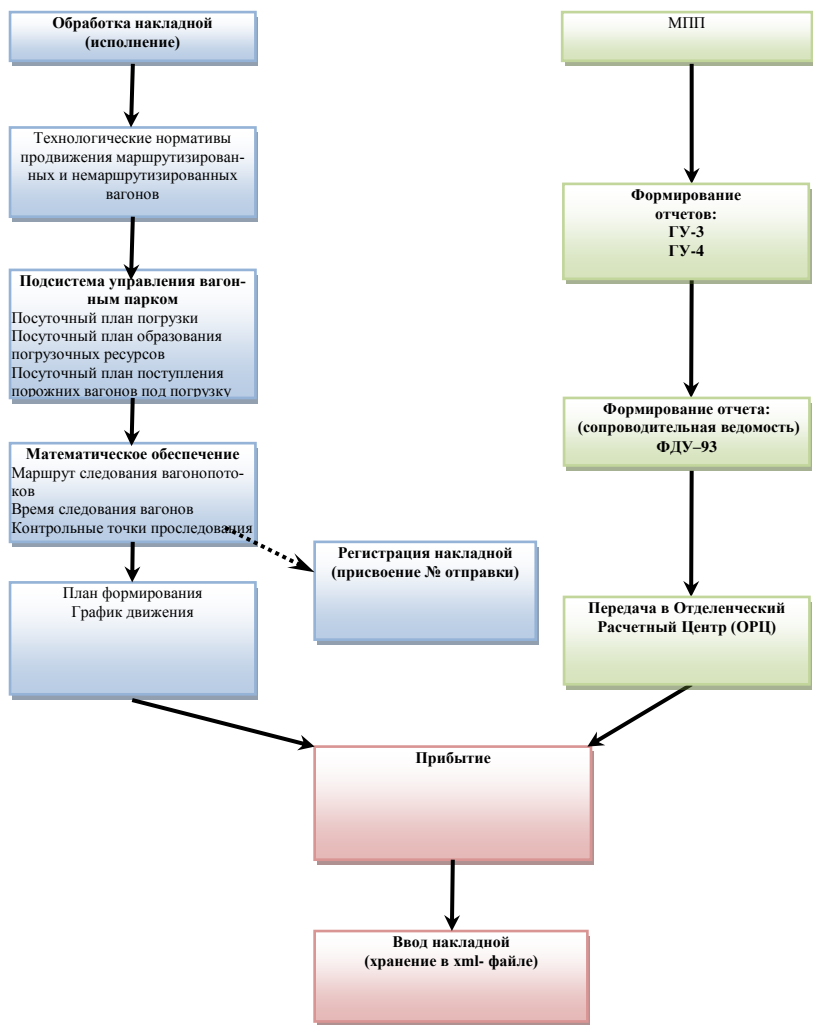 Обработка накладной
(исполнение)
Технологические нормативы
продвижения маршрутизирован-
ных и немаршрутизированных
вагонов
Подсистема управления вагон-
ным парком
Посуточный план погрузки
Посуточный план образования
погрузочных ресурсов
Посуточный план поступления
порожних вагонов под погрузку
Математическое обеспечение
Маршрут следования вагонопото-
ков
Время следования вагонов
Контрольные точки проследования
План формирования
График движения
Регистрация накладной
(присвоение № отправки)
МПП
Формирование
отчетов:
ГУ-3
ГУ-4
Формирование отчета:
(сопроводительная ведомость)
ФДУ–93
Передача в Отделенческий
Расчетный Центр (ОРЦ)
Прибытие
Ввод накладной
(хранение в xml- файле)